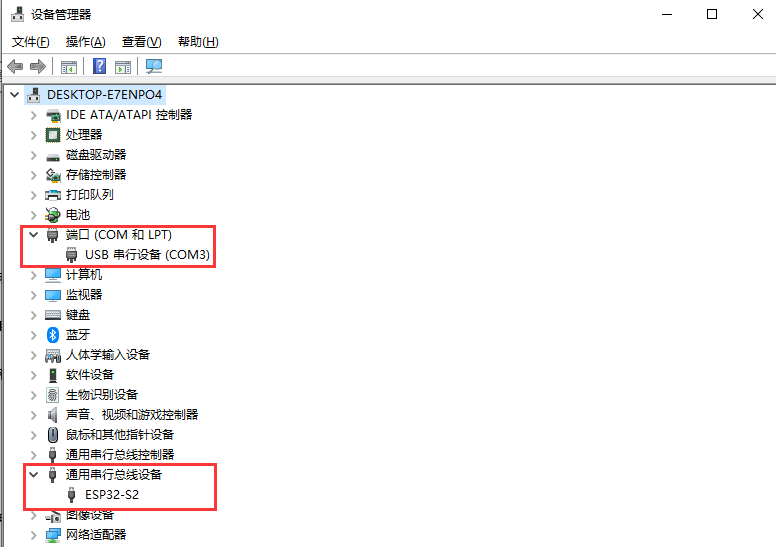 设备管理器
文件(F) 操作(A) 查看(V) 帮助(H)
DESKTOP-E7ENPO4
IDE ATA/ATAPI 控制器
处理器
磁盘驱动器
存储控制器
打印队列
电池
端口 (COM 和 LPT)
USB 串行设备 (COM3)
计算机
监视器
键盘
蓝牙
人体学输入设备
软件设备
生物识别设备
声音、视频和游戏控制器
鼠标和其他指针设备
通用串行总线控制器
通用串行总线设备
ESP32-S2
图像设备
网络适配器